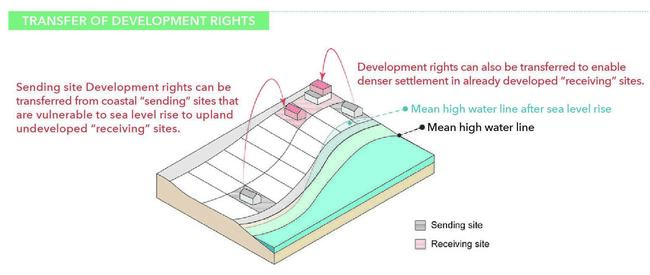 TRANSFER OF DEVELOPMENT RIGHTS
Sending site Development rights can be
transferred from coastal “sending” sites that
are vulnerable to sea level rise to upland
undeveloped “receiving” sites.
Development rights can also be transferred to enable
denser settlement in already developed “receiving” sites.
Mean high water line after sea level rise
Mean high water line
Sending site
Receiving site